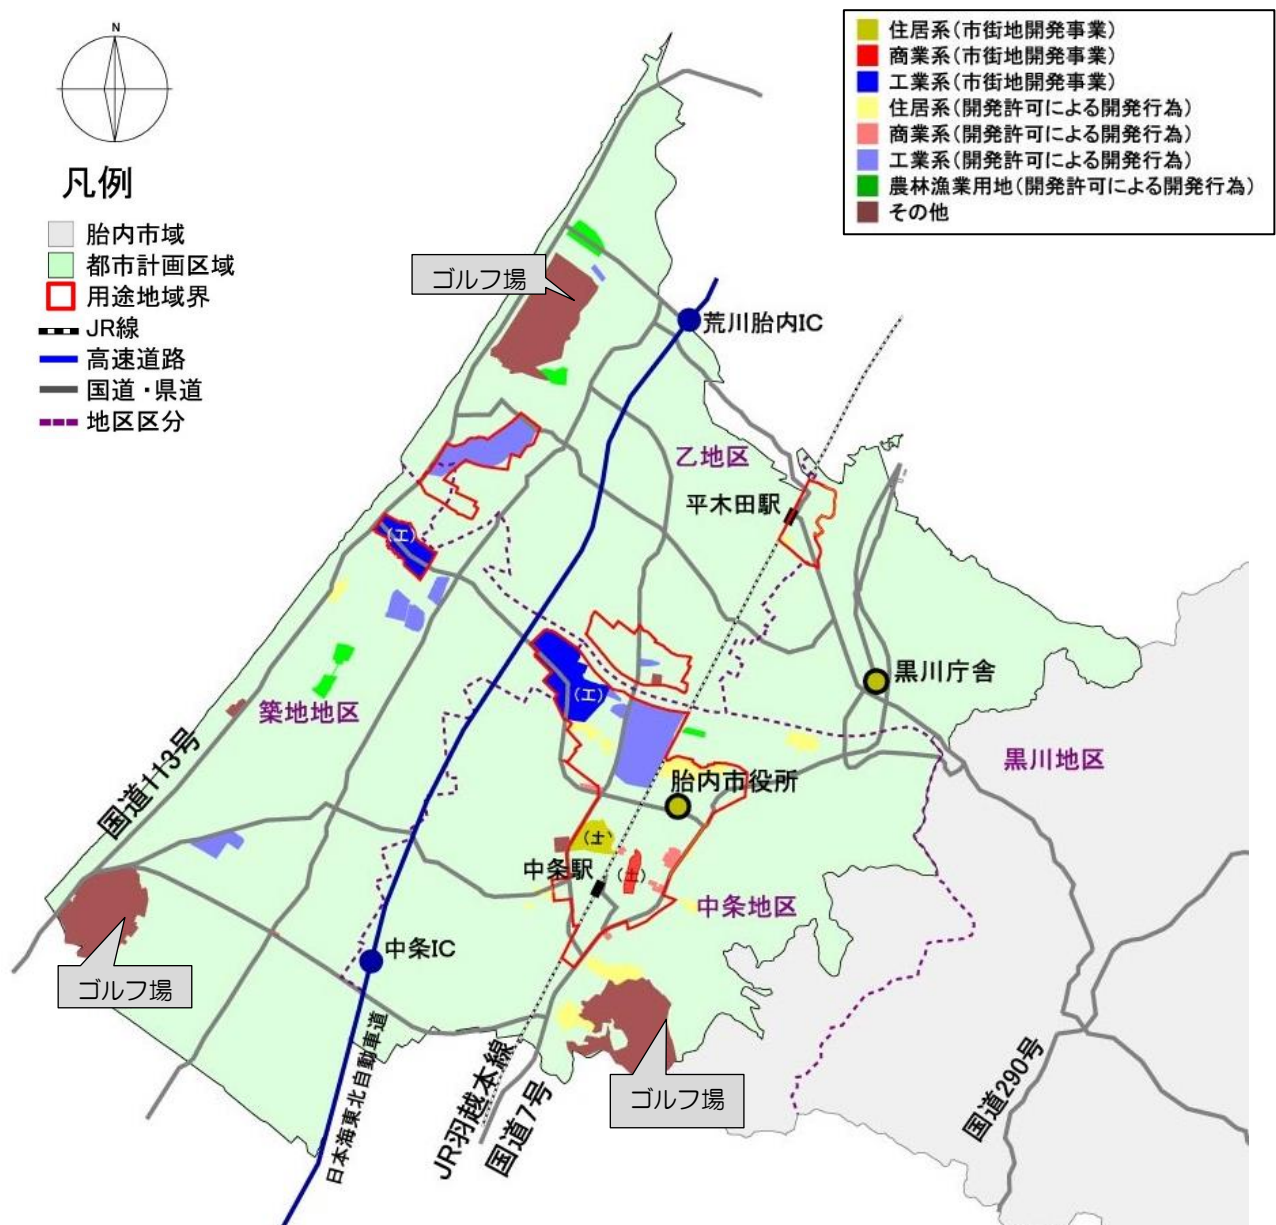 N
凡例
胎内市域
都市計画区域
用途地域界
JR線
高速道路
国道・県道
地区区分
住居系(市街地開発事業)
商業系(市街地開発事業)
工業系(市街地開発事業)
住居系(開発許可による開発行為)
商業系(開発許可による開発行為)
工業系(開発許可による開発行為)
農林漁業用地(開発許可による開発行為)
その他
ゴルフ場
荒川胎内IC
乙地区
平木田駅
(工)
黒川庁舎
(工)
築地地区
国道113号
黒川地区
胎内市役所
(土)
中条駅
(土)
中条地区
中条IC
ゴルフ場
日本海東北自動車道
JR羽越本線
国道7号
ゴルフ場
国道290号